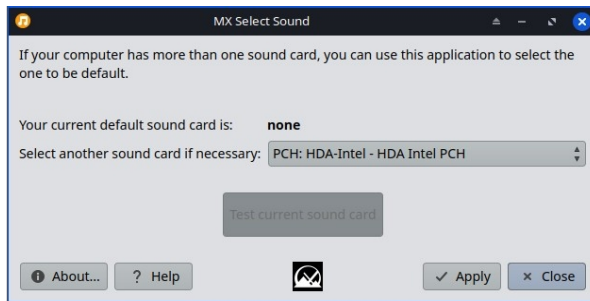 MX Select Sound
If your computer has more than one sound card, you can use this application to select the
one to be default.
Your current default sound card is: none
Select another sound card if necessary: PCH: HDA-Intel - HDA Intel PCH
Test current sound card
About... ? Help Apply Close